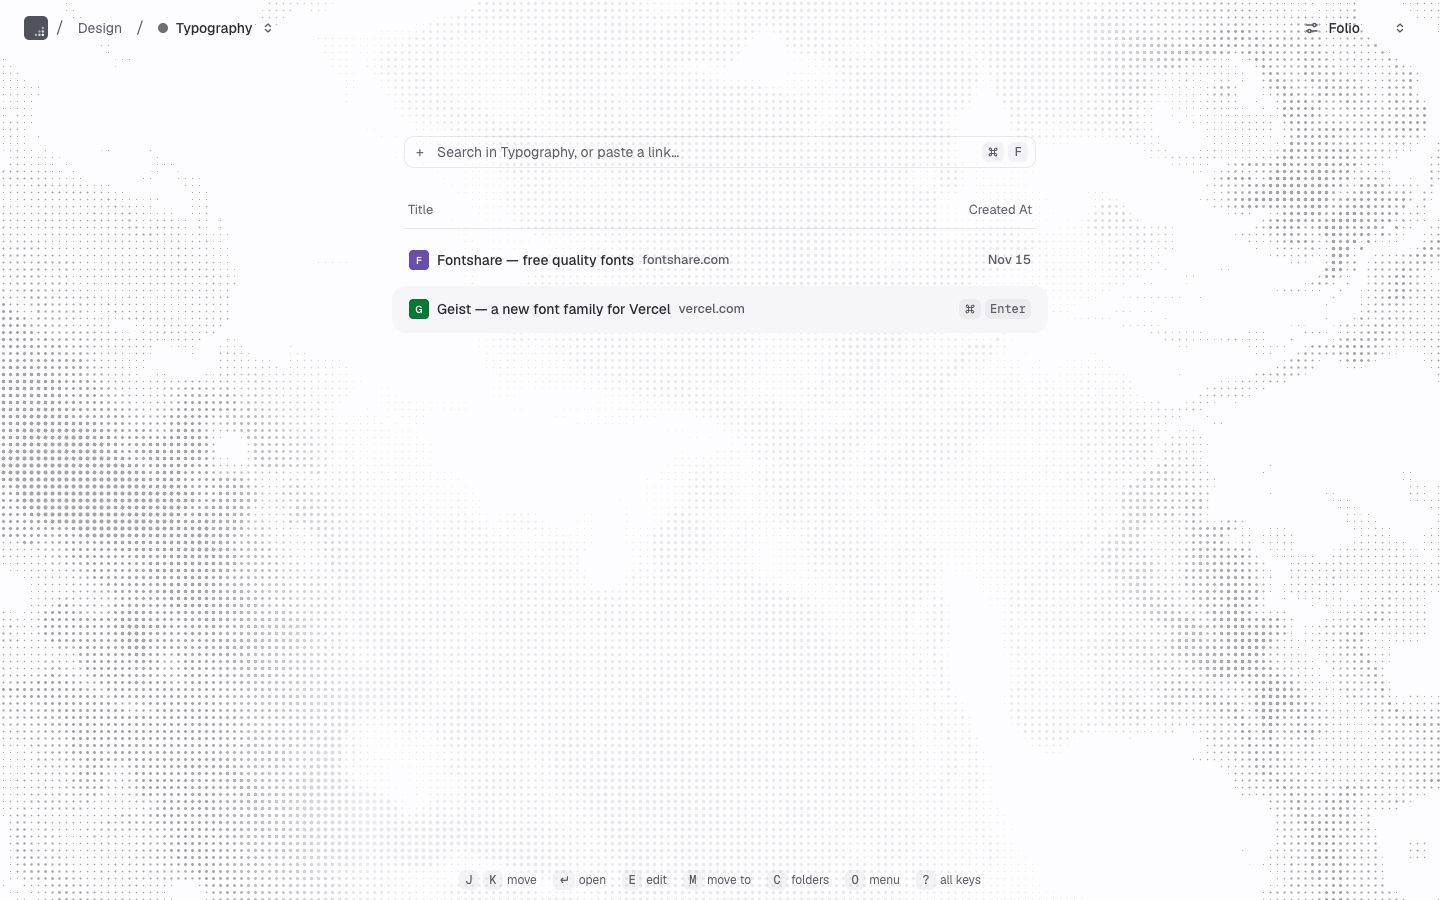 / Design / Typography
Folio
+ Search in Typography, or paste a link… ⌘ F
Title Created At
F Fontshare — free quality fonts fontshare.com Nov 15
G Geist — a new font family for Vercel vercel.com ⌘ Enter
J K move ↵ open E edit M move to C folders O menu ? all keys